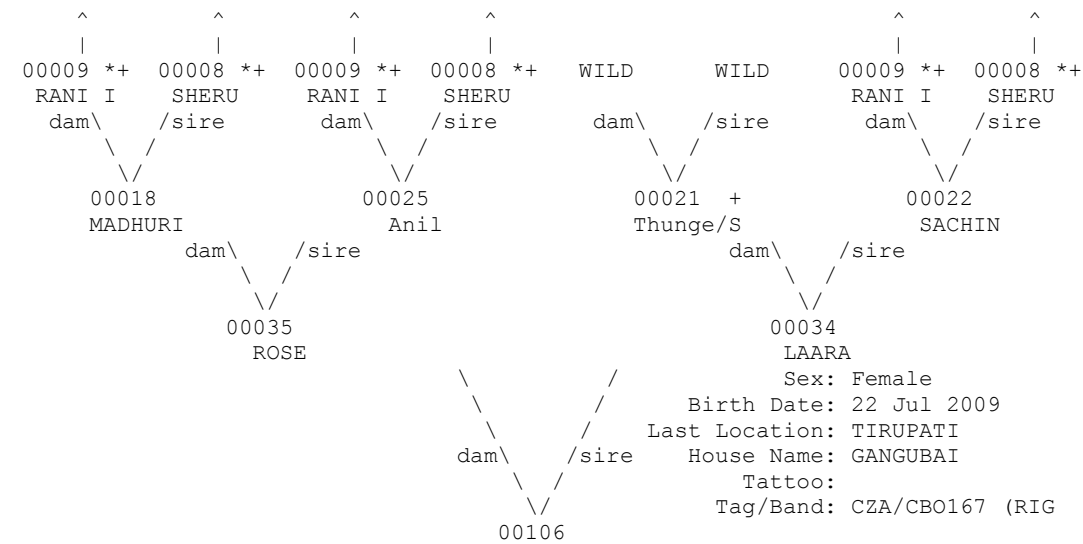 ^ ^ ^ ^ ^ ^
| | | | | |
00009 *+ 00008 *+ 00009 *+ 00008 *+ WILD WILD 00009 *+ 00008 *+
RANI I SHERU RANI I SHERU RANI I SHERU
dam\ /sire dam\ /sire dam\ /sire dam\ /sire
\ / \ / \ / \ /
\/ \/ \/ \/
00018 00025 00021 + 00022
MADHURI Anil Thunge/S SACHIN
dam\ /sire dam\ /sire
\ / \ /
\/ \/
00035 00034
ROSE LAARA
\ / Sex: Female
\ / Birth Date: 22 Jul 2009
\ / Last Location: TIRUPATI
dam\ /sire House Name: GANGUBAI
\ / Tattoo:
\/ Tag/Band: CZA/CBO167 (RIG
00106